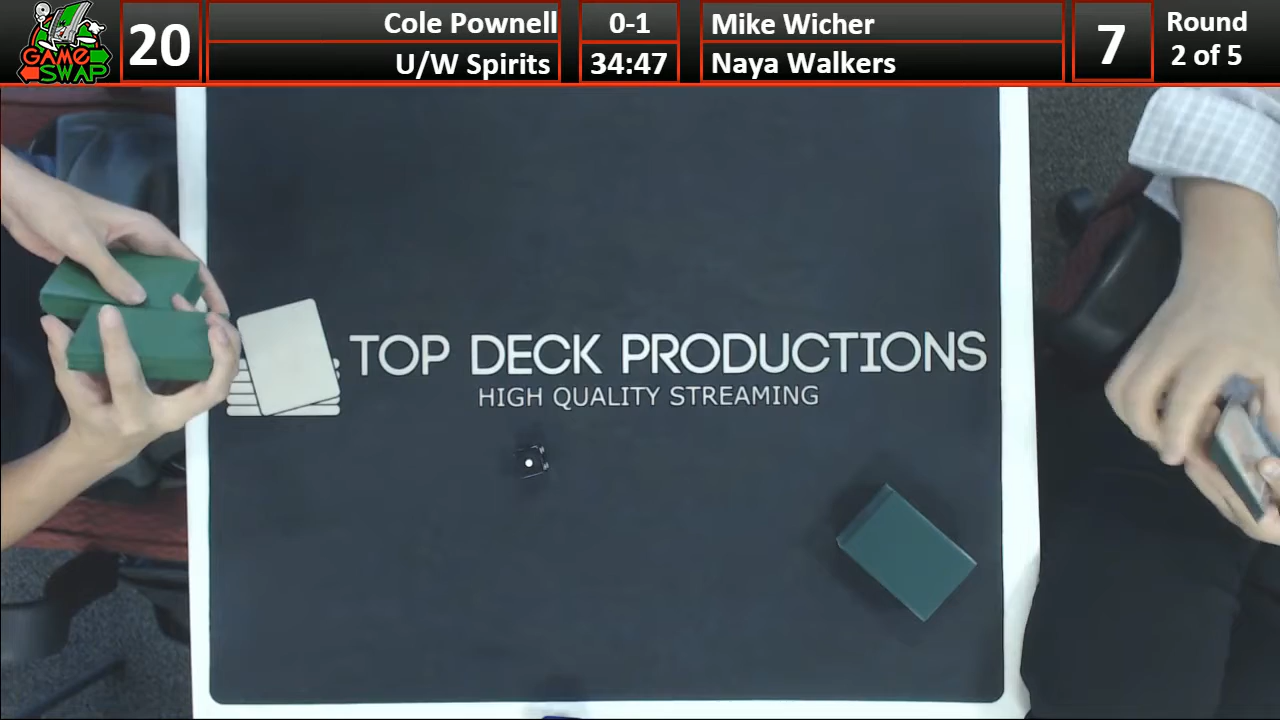 GAME
SWAP
20
Cole Pownell
U/W Spirits
0-1
34:47
Mike Wicher
Naya Walkers
7
Round
2 of 5
TOP DECK PRODUCTIONS
HIGH QUALITY STREAMING